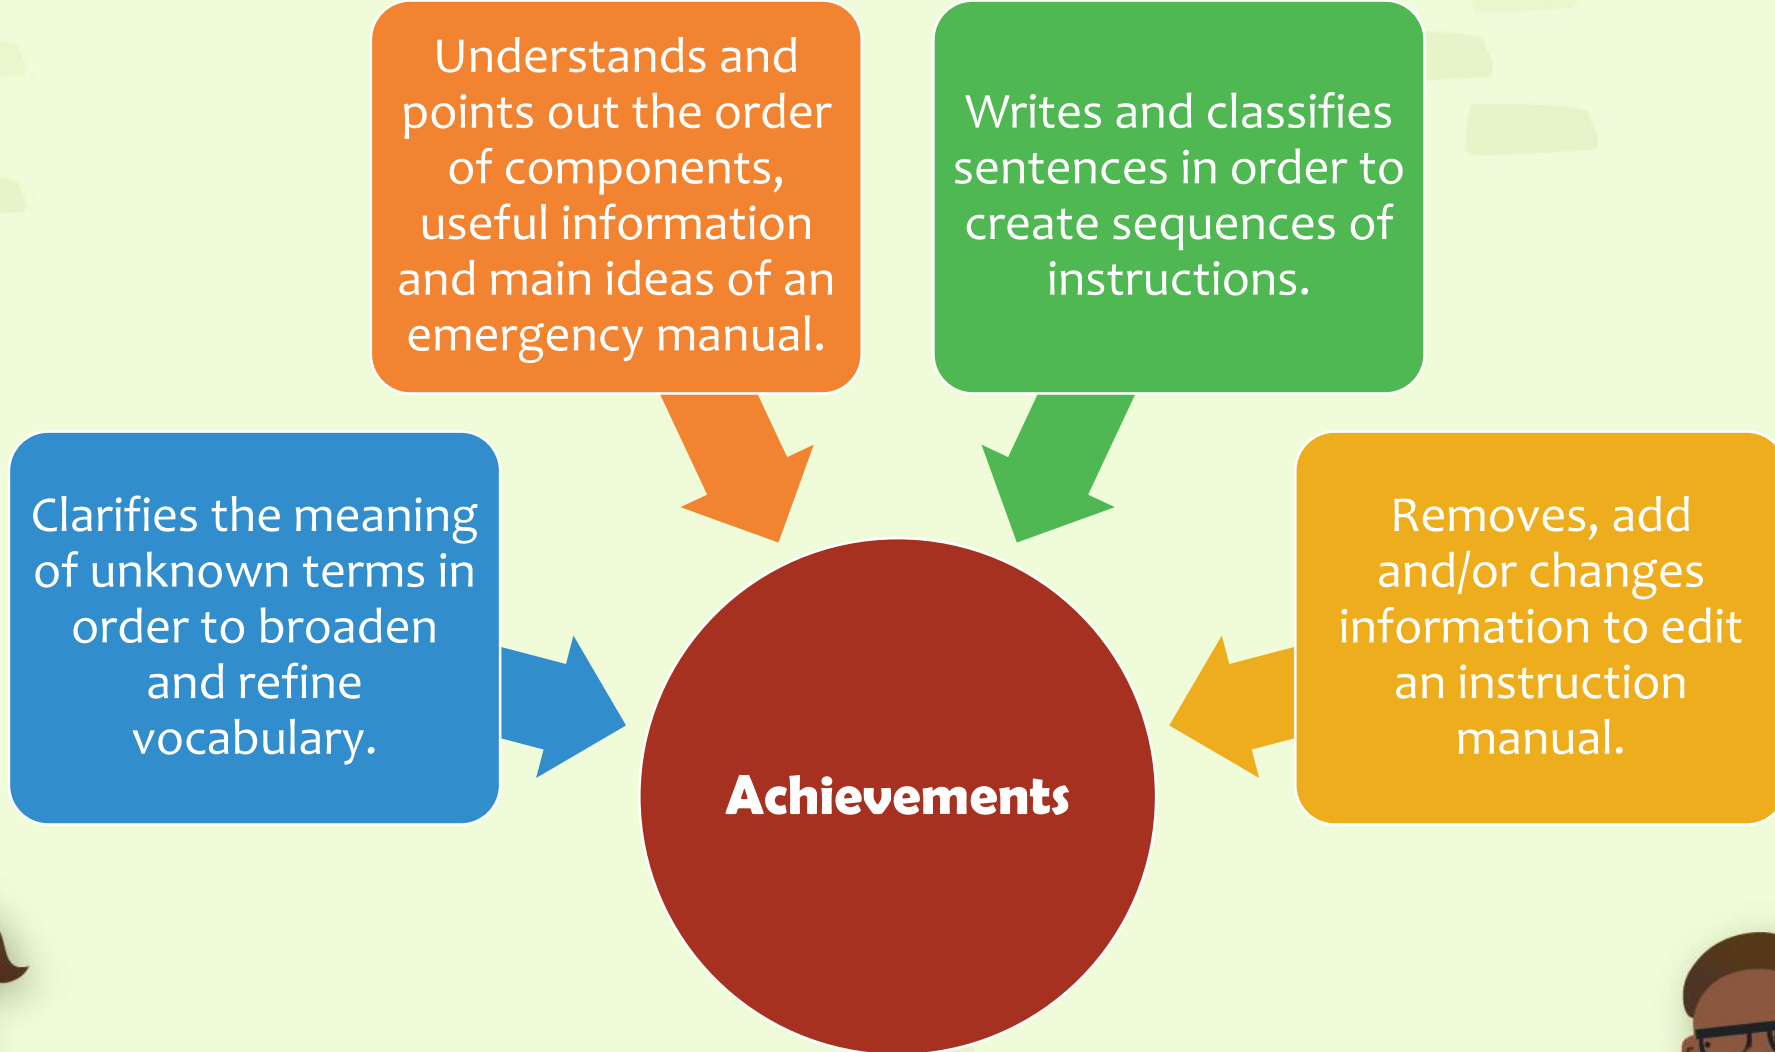 Understands and
points out the order
of components,
useful information
and main ideas of an
emergency manual.
Writes and classifies
sentences in order to
create sequences of
instructions.
Clarifies the meaning
of unknown terms in
order to broaden
and refine
vocabulary.
Removes, add
and/or changes
information to edit
an instruction
manual.
Achievements